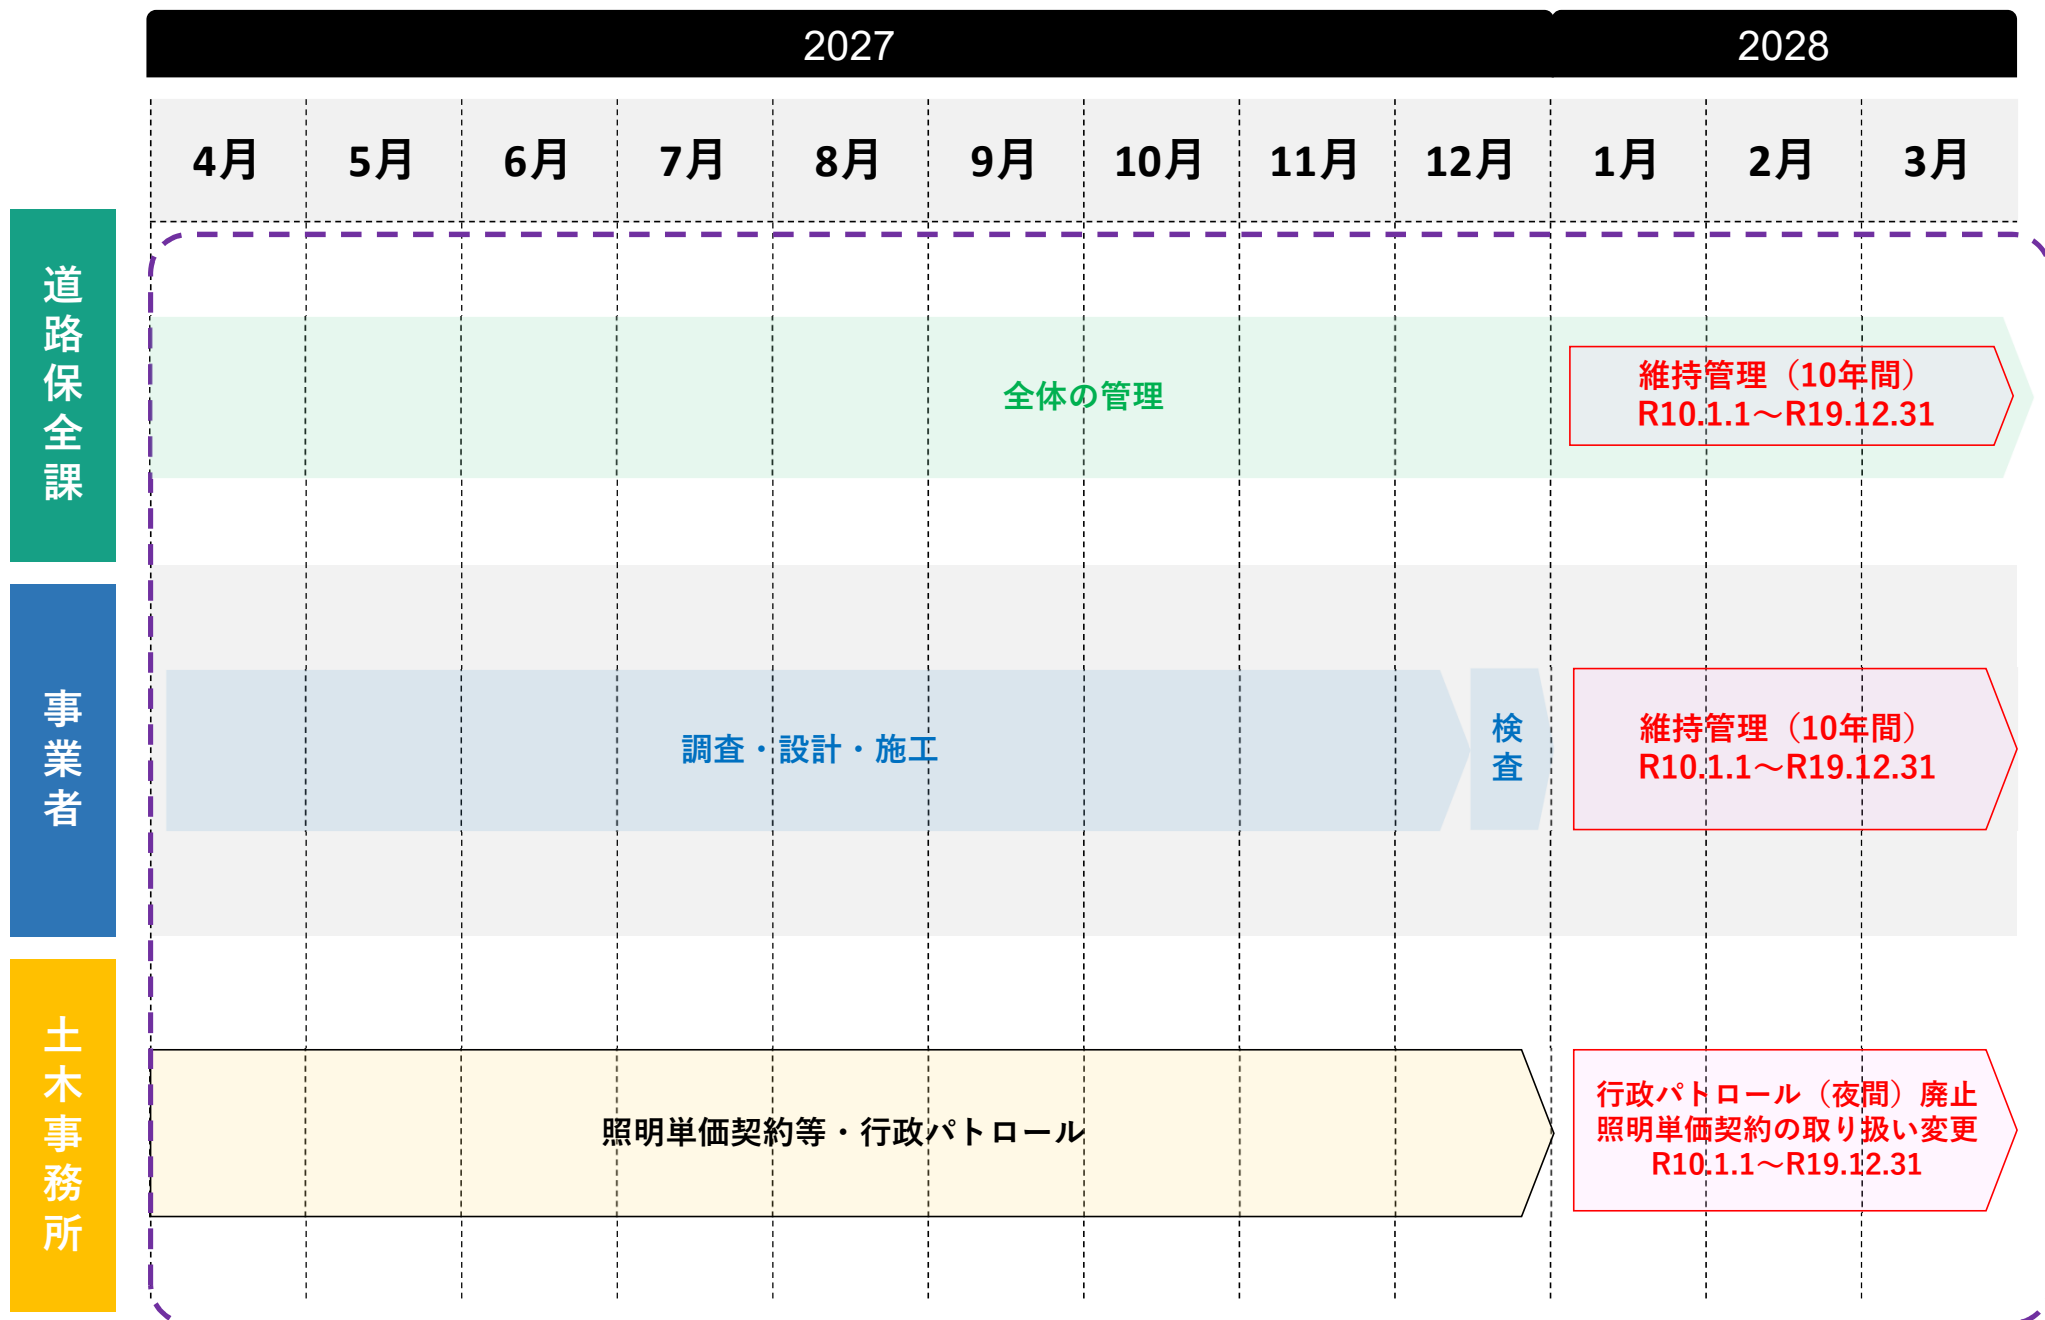 2027
2028
4月
5月
6月
7月
8月
9月
10月
11月
12月
1月
2月
3月
道路保全課
全体の管理
維持管理（10年間）
R10.1.1～R19.12.31
事業者
調査・設計・施工
検
査
維持管理（10年間）
R10.1.1～R19.12.31
土木事務所
照明単価契約等・行政パトロール
行政パトロール（夜間）廃止
照明単価契約の取り扱い変更
R10.1.1～R19.12.31